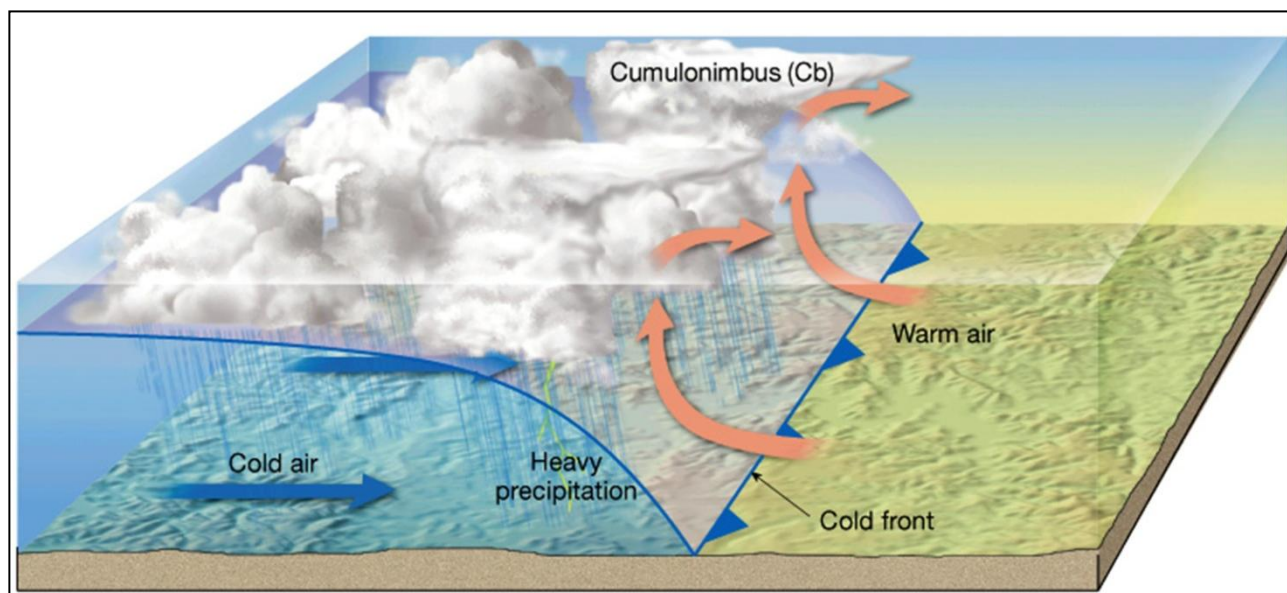 Cumulonimbus (Cb)
Warm air
Cold air
Heavy
precipitation
Cold front